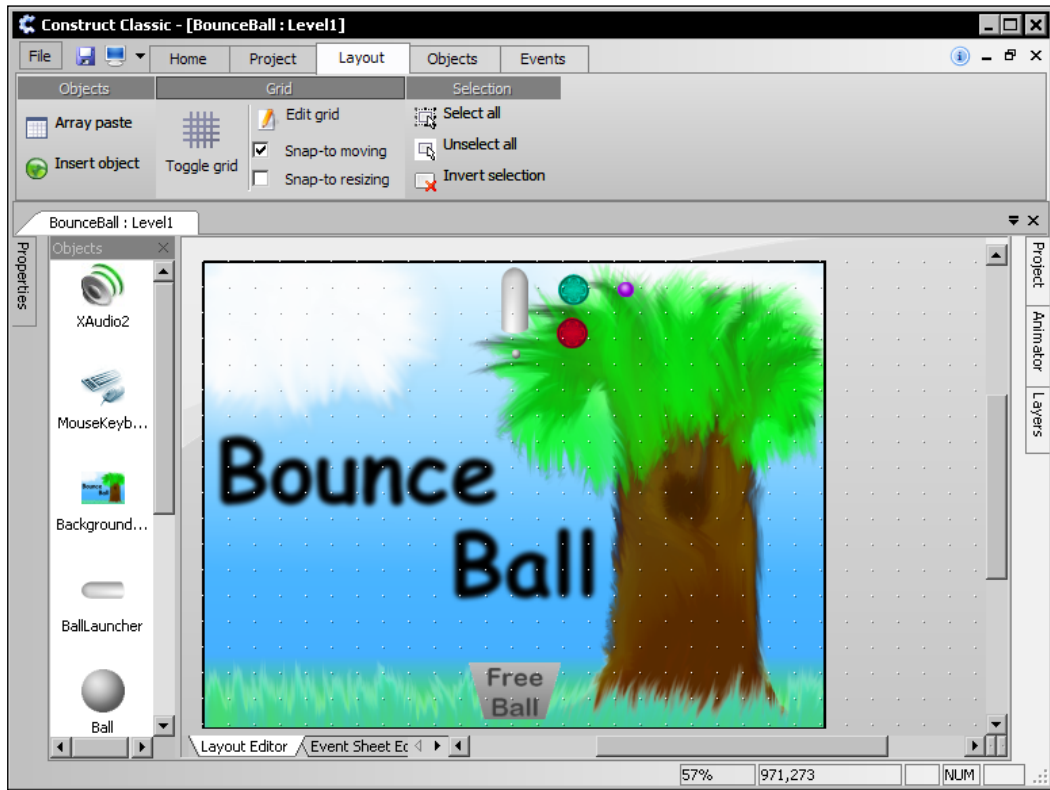 Construct Classic - [BounceBall : Level1]
File
Home
Project
Layout
Objects
Events
Objects
Grid
Selection
Array paste
Insert object
Toggle grid
Edit grid
Snap-to moving
Snap-to resizing
Select all
Unselect all
Invert selection
BounceBall : Level1
Properties
Objects
XAudio2
MouseKeyb...
Background...
BallLauncher
Ball
Bounce
Ball
Free
Ball
Project
Animator
Layers
Layout Editor
Event Sheet Ec
57%
971,273
NUM